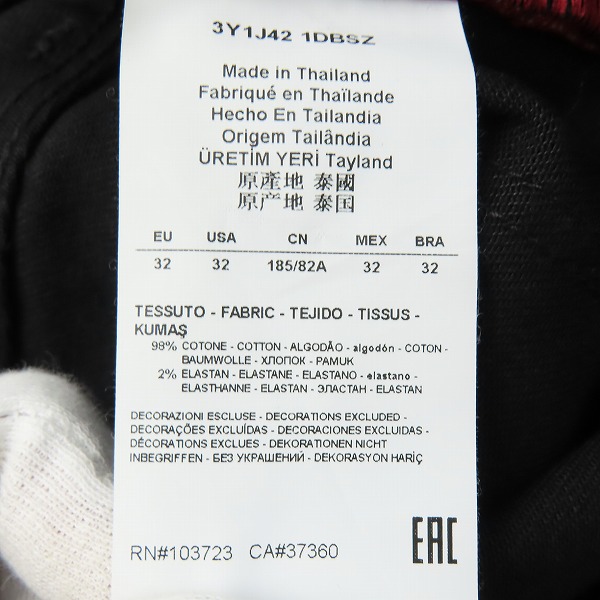 3Y1J42 1DBSZ
Made in Thailand
Fabriqué en Thaïlande
Hecho En Tailandia
Origem Tailândia
ÜRETİM YERİ Tayland
原產地 泰國
原产地 泰国
EU USA CN MEX BRA
32 32 185/82A 32 32
TESSUTO - FABRIC - TEJIDO - TISSUS -
KUMAŞ
98% COTONE - COTTON - ALGODÃO - algodón - COTON -
BAUMWOLLE - ХЛОПОК - PAMUK
2% ELASTAN - ELASTANE - ELASTANO - elastano -
ELASTHANNE - ELASTAN - ЭЛАСТАН - ELASTAN
DECORAZIONI ESCLUSE - DECORATIONS EXCLUDED -
DECORAÇÕES EXCLUÍDAS - DECORACIONES EXCLUIDAS -
DÉCORATIONS EXCLUES - DEKORATIONEN NICHT
INBEGRIFFEN - БЕЗ УКРАШЕНИЙ - DEKORASYON HARİÇ
RN#103723 CA#37360 EAC